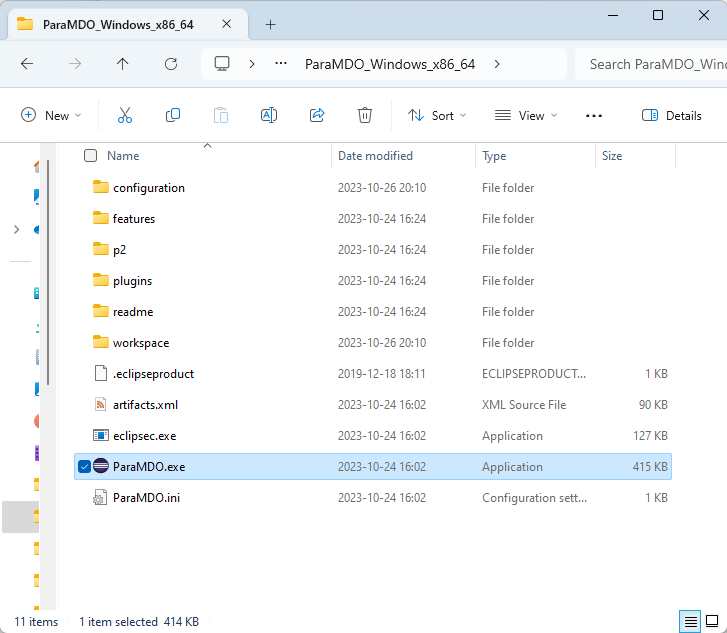 ParaMDO_Windows_x86_64
ParaMDO_Windows_x86_64 Search ParaMDO_Win
New Sort View Details
Name Date modified Type Size
configuration 2023-10-26 20:10 File folder
features 2023-10-24 16:24 File folder
p2 2023-10-24 16:24 File folder
plugins 2023-10-24 16:24 File folder
readme 2023-10-24 16:24 File folder
workspace 2023-10-26 20:10 File folder
.eclipseproduct 2019-12-18 18:11 ECLIPSEPRODUCT... 1 KB
artifacts.xml 2023-10-24 16:02 XML Source File 90 KB
eclipsec.exe 2023-10-24 16:02 Application 127 KB
ParaMDO.exe 2023-10-24 16:02 Application 415 KB
ParaMDO.ini 2023-10-24 16:02 Configuration sett... 1 KB
11 items 1 item selected 414 KB